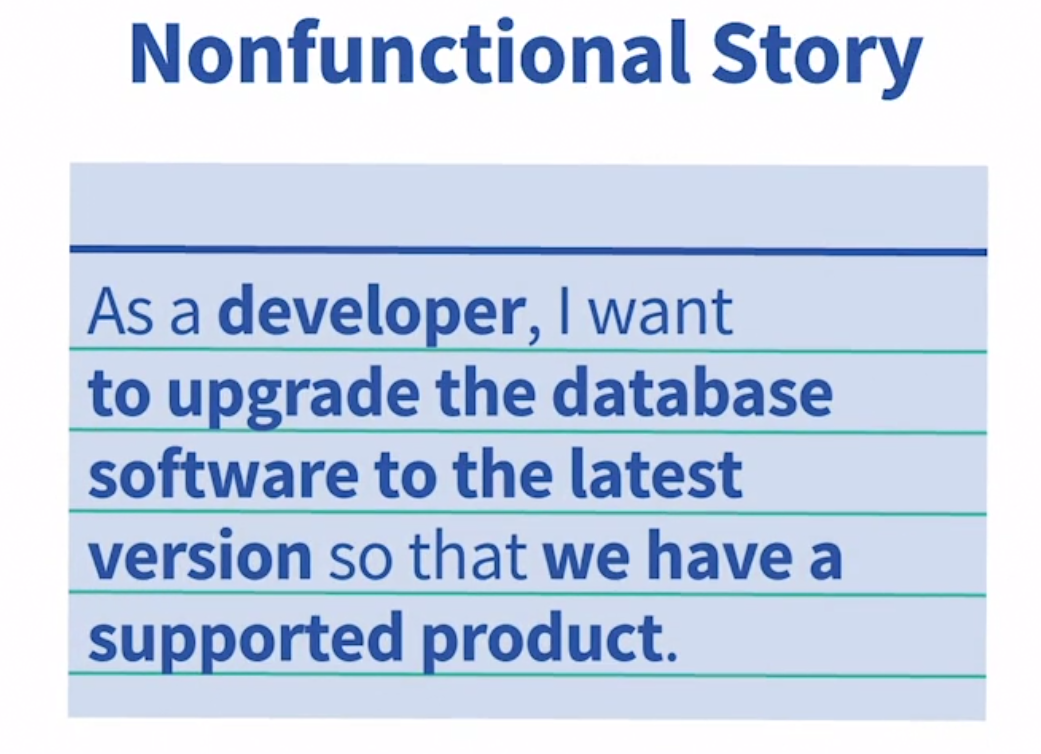 Nonfunctional Story
As a developer, I want
to upgrade the database
software to the latest
version so that we have a
supported product.